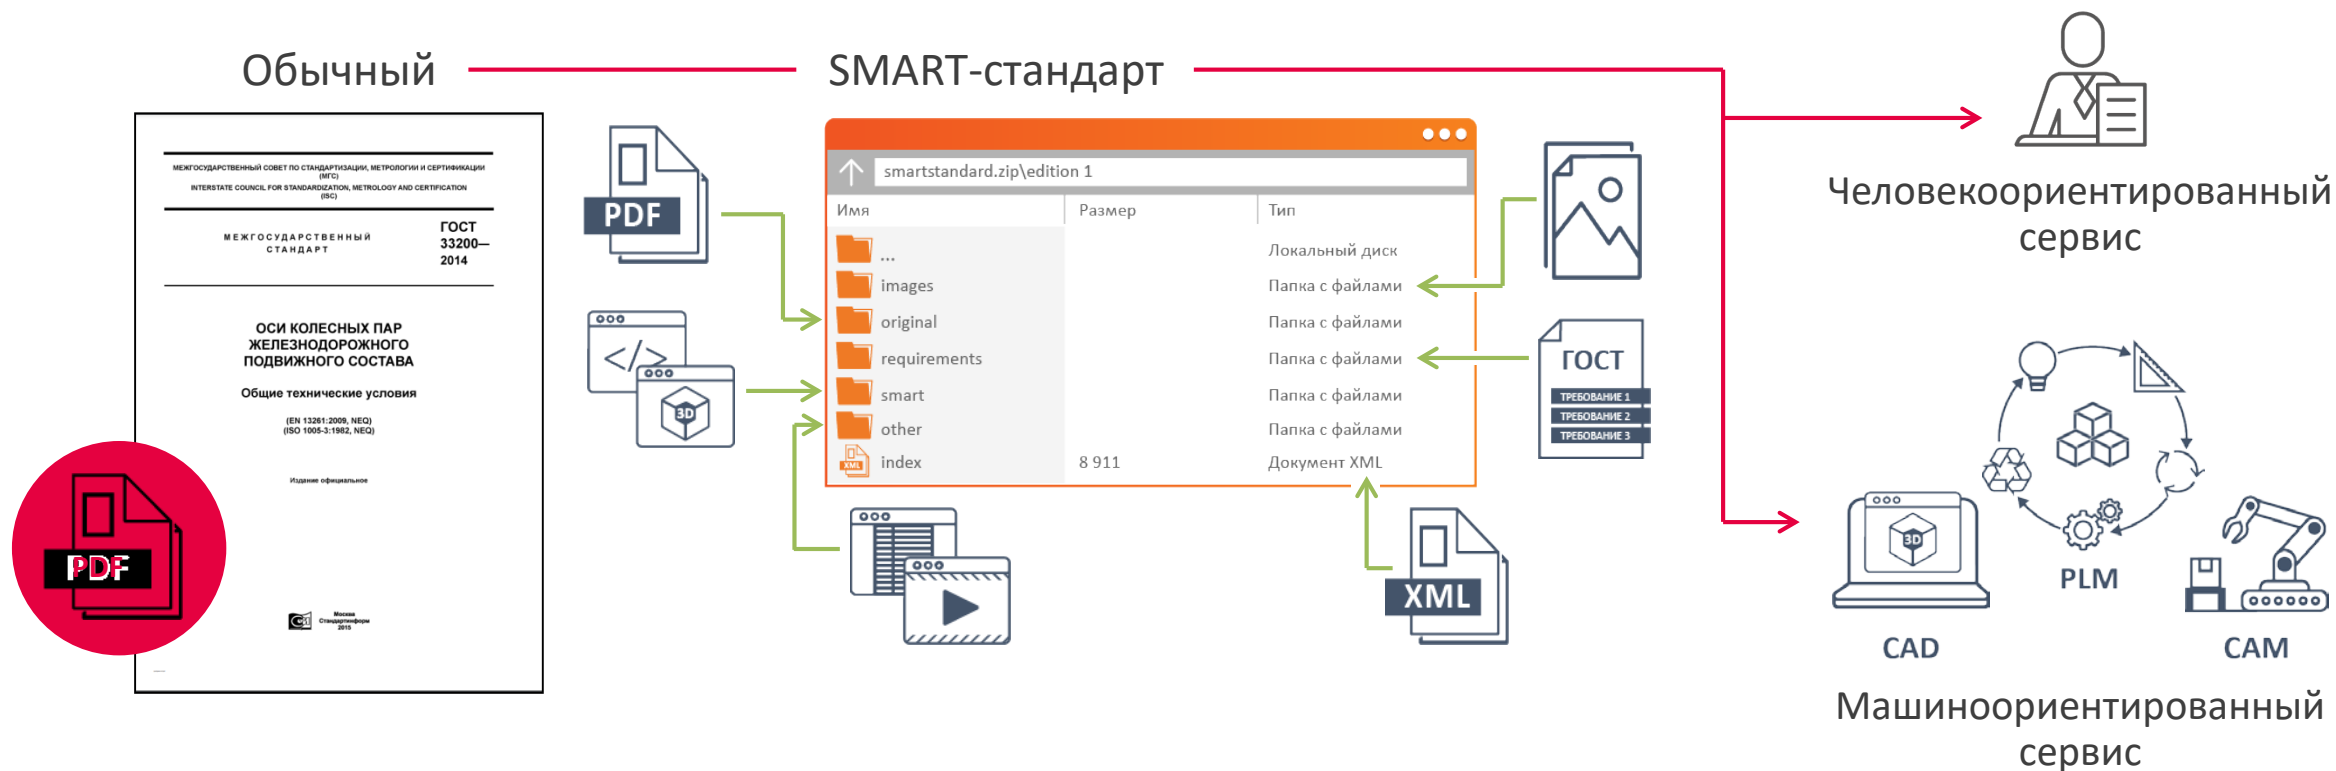 Обычный
SMART-стандарт
МЕЖГОСУДАРСТВЕННЫЙ СОВЕТ ПО СТАНДАРТИЗАЦИИ, МЕТРОЛОГИИ И СЕРТИФИКАЦИИ
(МГС)
INTERSTATE COUNCIL FOR STANDARDIZATION, METROLOGY AND CERTIFICATION
(ISC)
МЕЖГОСУДАРСТВЕННЫЙ
СТАНДАРТ
ГОСТ
33200—
2014
ОСИ КОЛЕСНЫХ ПАР
ЖЕЛЕЗНОДОРОЖНОГО
ПОДВИЖНОГО СОСТАВА
Общие технические условия
(EN 13261:2009, NEQ)
(ISO 1005-3:1982, NEQ)
Издание официальное
Москва
Стандартинформ
2015
PDF
PDF
</>
3D
smartstandard.zip\edition 1
Имя
Размер
Тип
...
Локальный диск
images
Папка с файлами
original
Папка с файлами
requirements
Папка с файлами
smart
Папка с файлами
other
Папка с файлами
XML
index
8 911
Документ XML
ГОСТ
ТРЕБОВАНИЕ 1
ТРЕБОВАНИЕ 2
ТРЕБОВАНИЕ 3
XML
Человекоориентированный
сервис
3D
PLM
CAD
CAM
Машиноориентированный
сервис